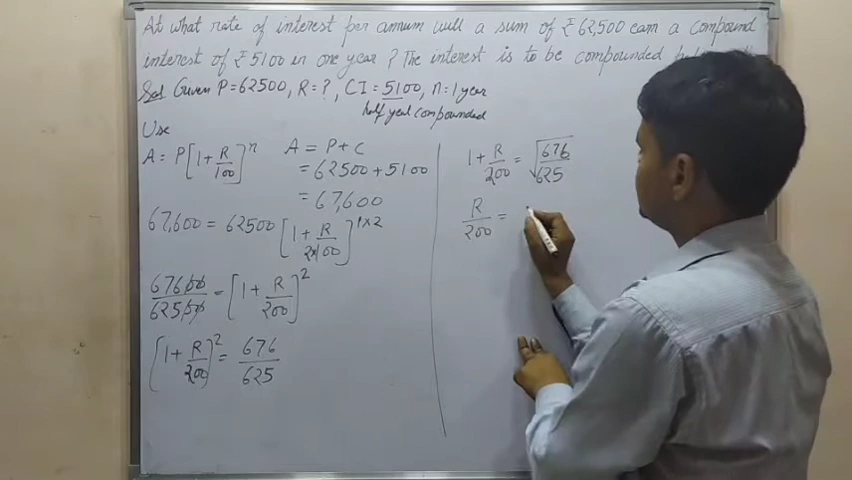 At what rate of interest per annum will a sum of ₹ 62,500 earn a compound
interest of ₹ 5100 in one year ? The interest is to be compounded
Sol Given P = 62500, R = ?, CI = 5100, n = 1 year
half year compounded
Use
A = P[1 + R/100]^n
A = P + C
= 62500 + 5100
= 67,600
67,600 = 62500 [1 + R/2×100]^1×2
67600/62500 = [1 + R/200]^2
[1 + R/200]^2 = 676/625
1 + R/200 = √676/625
R/200 =